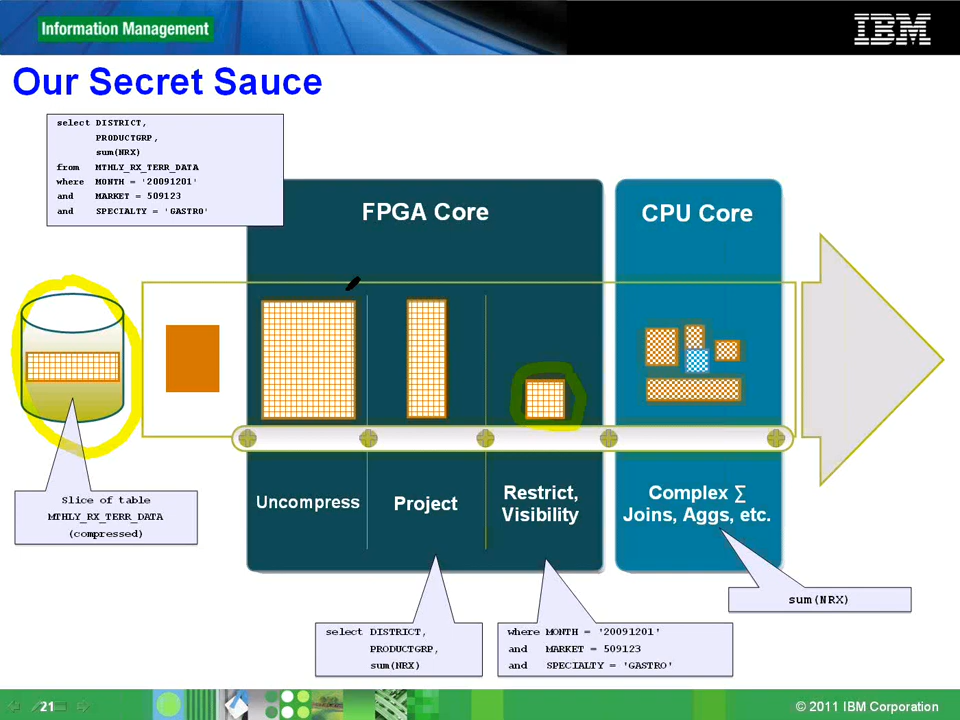 Information Management
IBM
Our Secret Sauce
select DISTRICT,
PRODUCTGRP,
sum(NRX)
from MTHLY_RX_TERR_DATA
where MONTH = '20091201'
and MARKET = 509123
and SPECIALTY = 'GASTRO'
FPGA Core
CPU Core
Uncompress
Project
Restrict,
Visibility
Complex ∑
Joins, Aggs, etc.
Slice of table
MTHLY_RX_TERR_DATA
(compressed)
sum(NRX)
select DISTRICT,
PRODUCTGRP,
sum(NRX)
where MONTH = '20091201'
and MARKET = 509123
and SPECIALTY = 'GASTRO'
21
© 2011 IBM Corporation